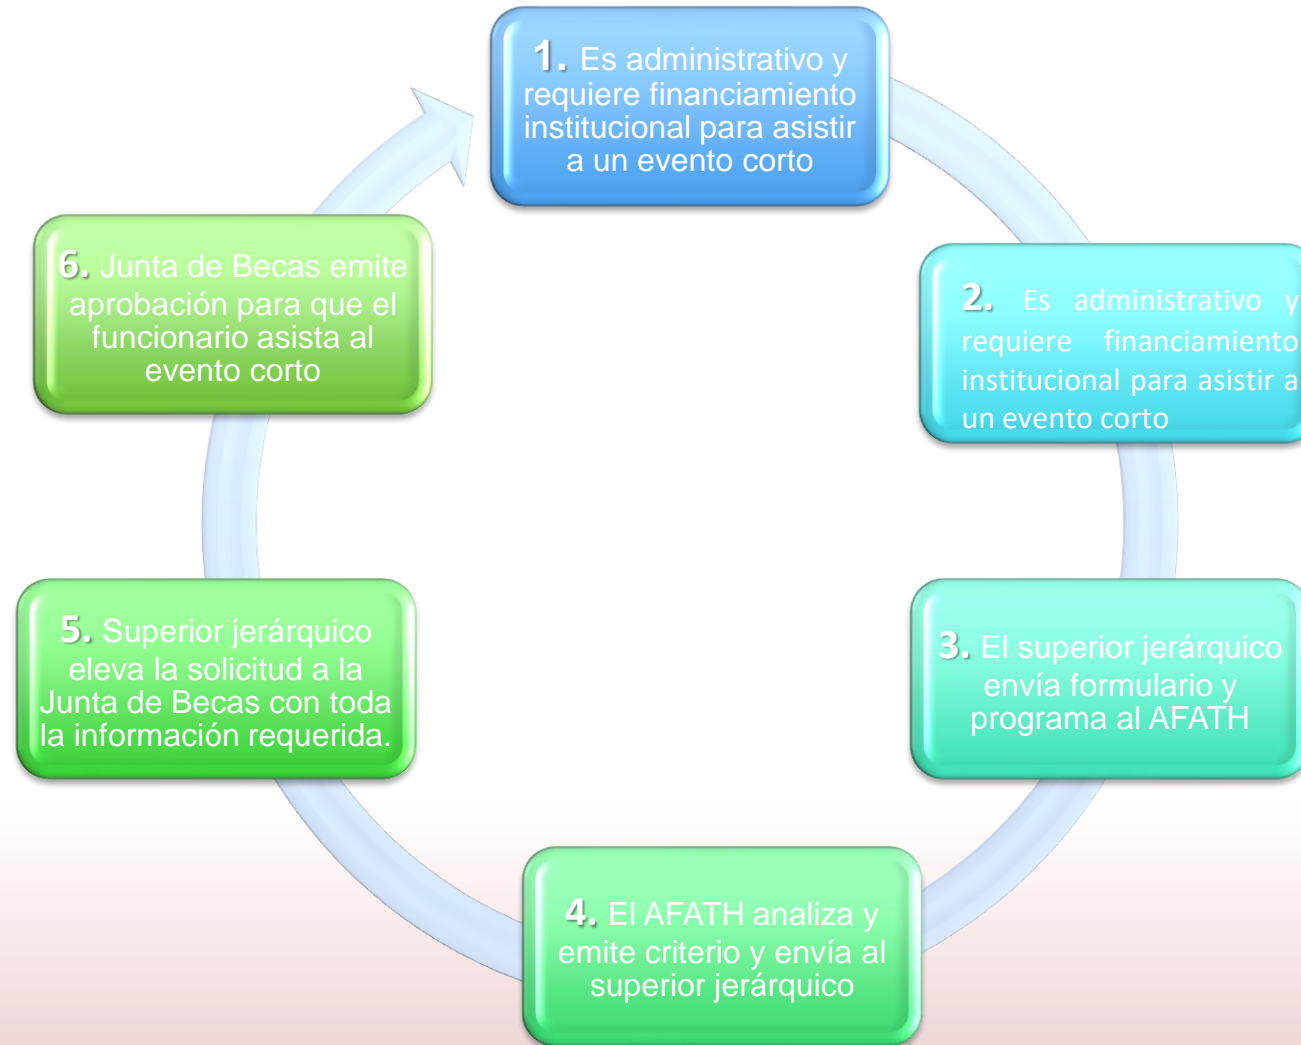 1. Es administrativo y
requiere financiamiento
institucional para asistir
a un evento corto
2. Es administrativo y
requiere financiamiento
institucional para asistir a
un evento corto
3. El superior jerárquico
envía formulario y
programa al AFATH
4. El AFATH analiza y
emite criterio y envía al
superior jerárquico
5. Superior jerárquico
eleva la solicitud a la
Junta de Becas con toda
la información requerida.
6. Junta de Becas emite
aprobación para que el
funcionario asista al
evento corto